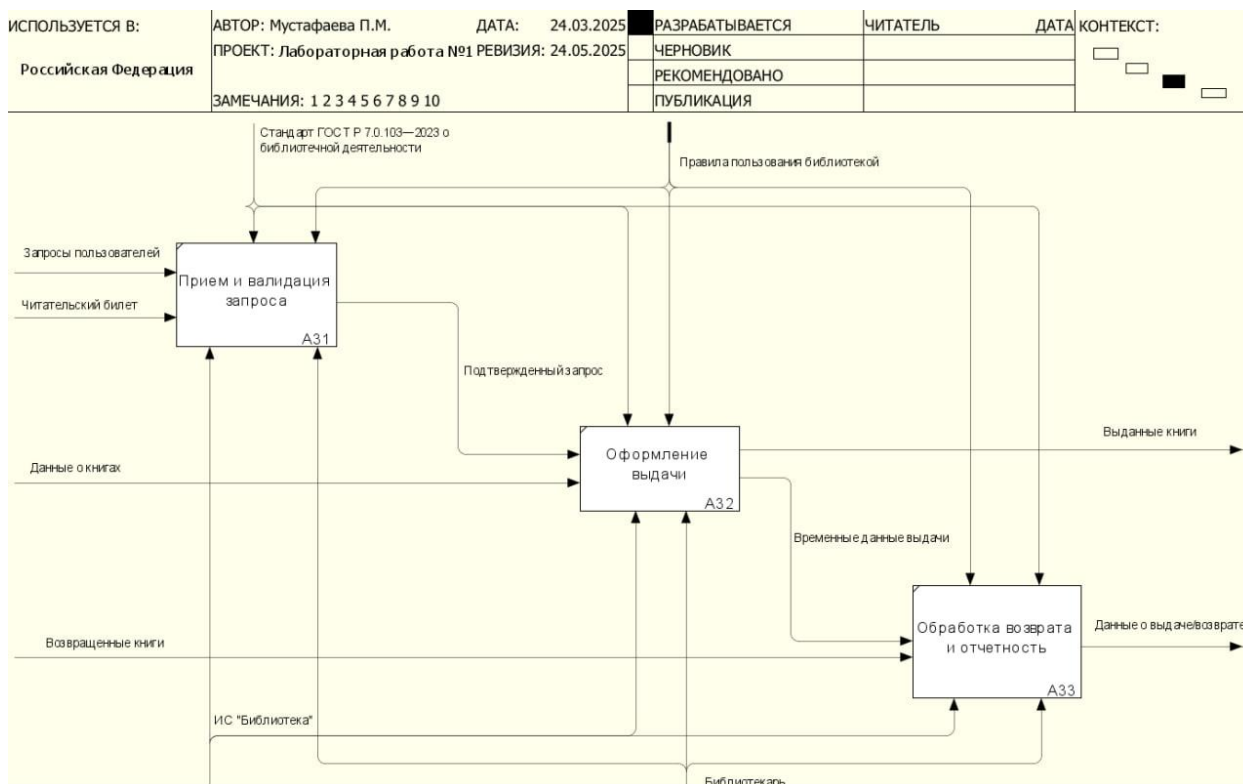 ИСПОЛЬЗУЕТСЯ В:
АВТОР: Мустафаева П.М.
ДАТА: 24.03.2025
РАЗРАБАТЫВАЕТСЯ
ЧИТАТЕЛЬ
ДАТА
КОНТЕКСТ:
Российская Федерация
ПРОЕКТ: Лабораторная работа №1
РЕВИЗИЯ: 24.05.2025
ЧЕРНОВИК
РЕКОМЕНДОВАНО
ЗАМЕЧАНИЯ: 1 2 3 4 5 6 7 8 9 10
ПУБЛИКАЦИЯ
Стандарт ГОСТ Р 7.0.103—2023 о
библиотечной деятельности
Правила пользования библиотекой
Запросы пользователей
Читательский билет
Прием и валидация
запроса
A31
Подтвержденный запрос
Данные о книгах
Оформление
выдачи
A32
Выданные книги
Временные данные выдачи
Возвращенные книги
Обработка возврата
и отчетность
A33
Данные о выдаче/возврате
ИС "Библиотека"
Библиотекарь